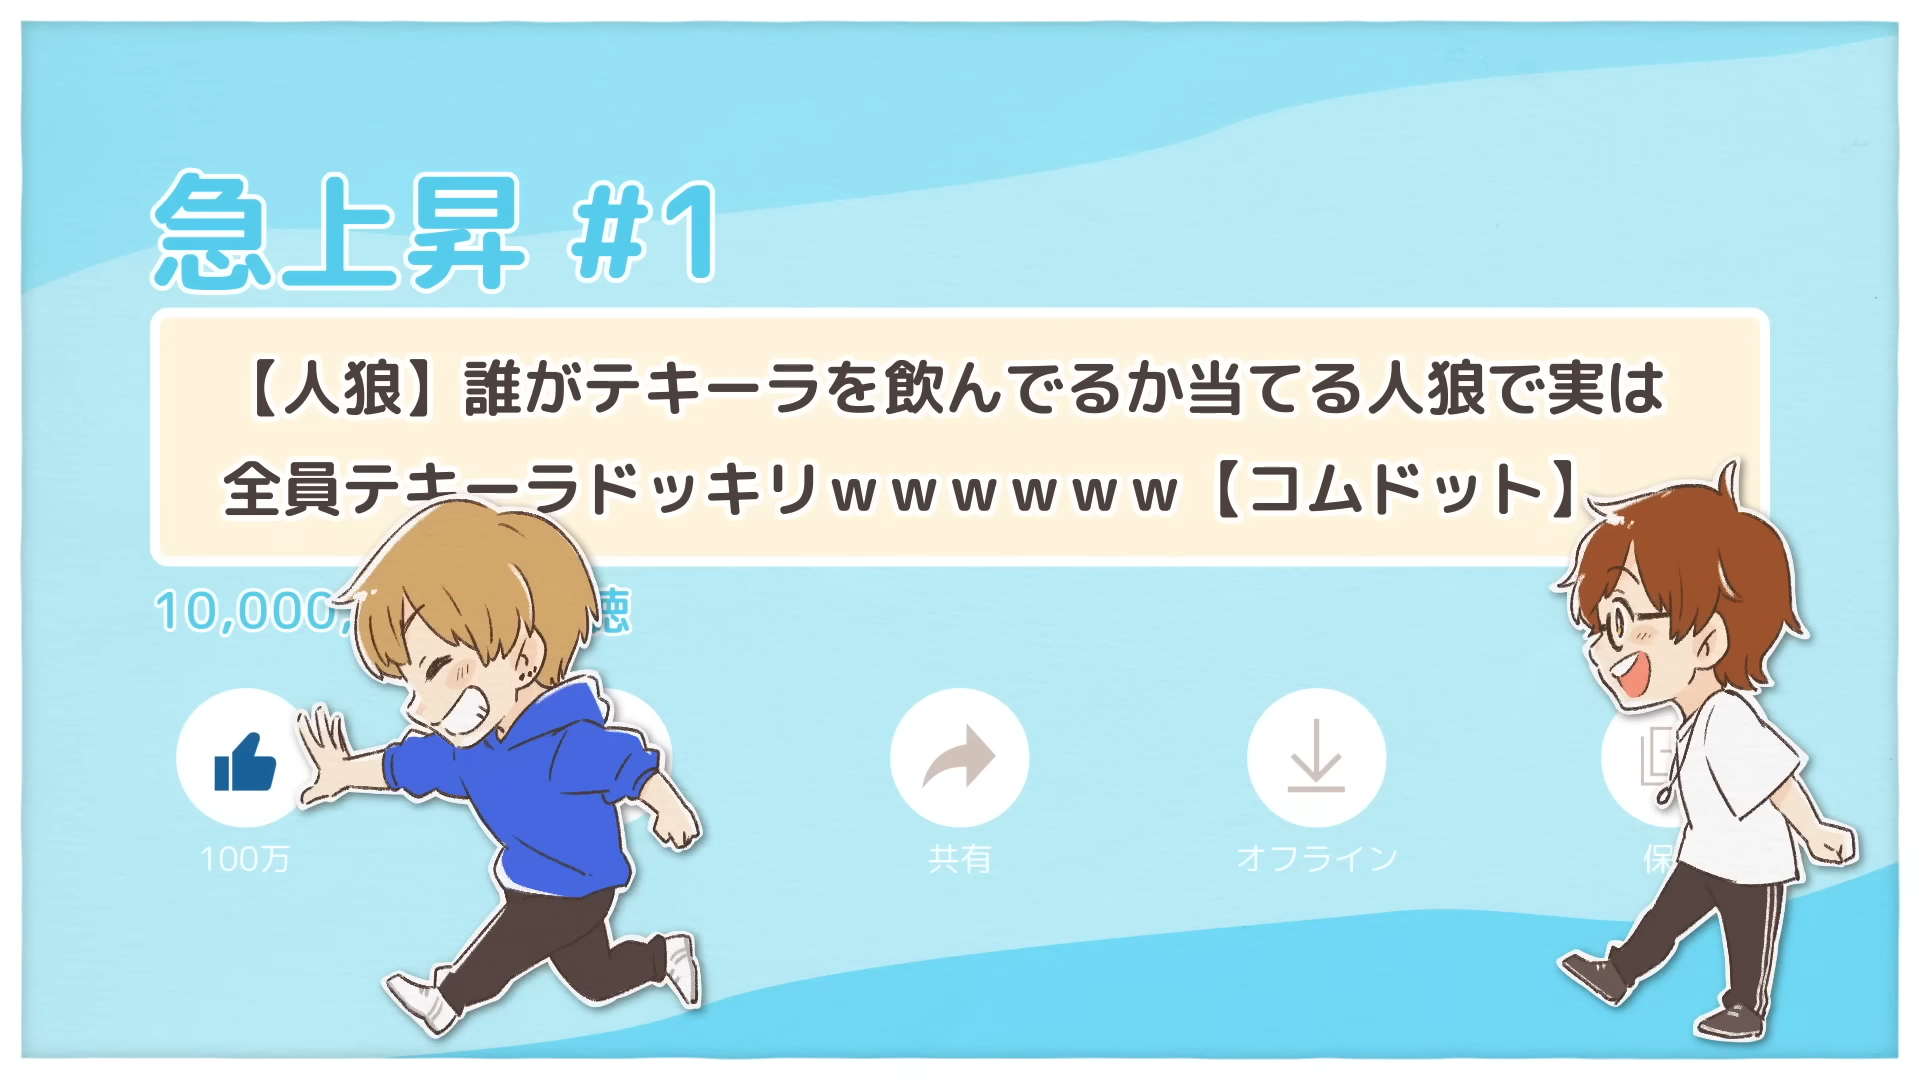 急上昇 #1
【人狼】誰がテキーラを飲んでるか当てる人狼で実は
全員テキーラドッキリｗｗｗｗｗｗ【コムドット】
10,000, 聴
100万
共有
オフライン
保